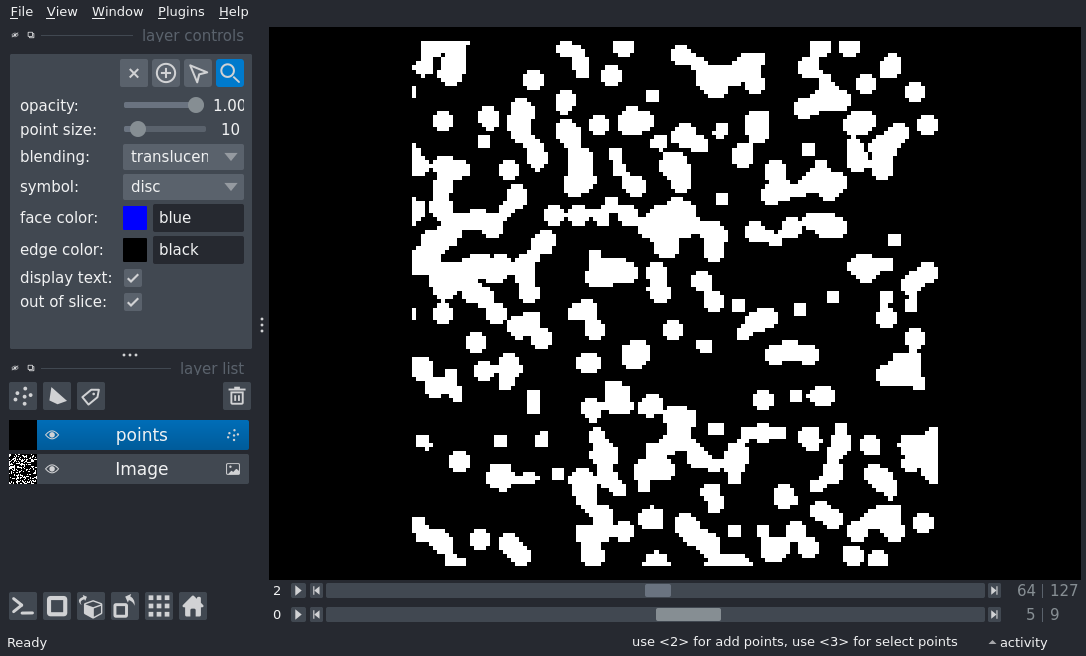 File View Window Plugins Help
layer controls
opacity: 1.00
point size: 10
blending: translucen
symbol: disc
face color: blue
edge color: black
display text:
out of slice:
layer list
points
Image
2 64 | 127
0 5 | 9
Ready use <2> for add points, use <3> for select points activity